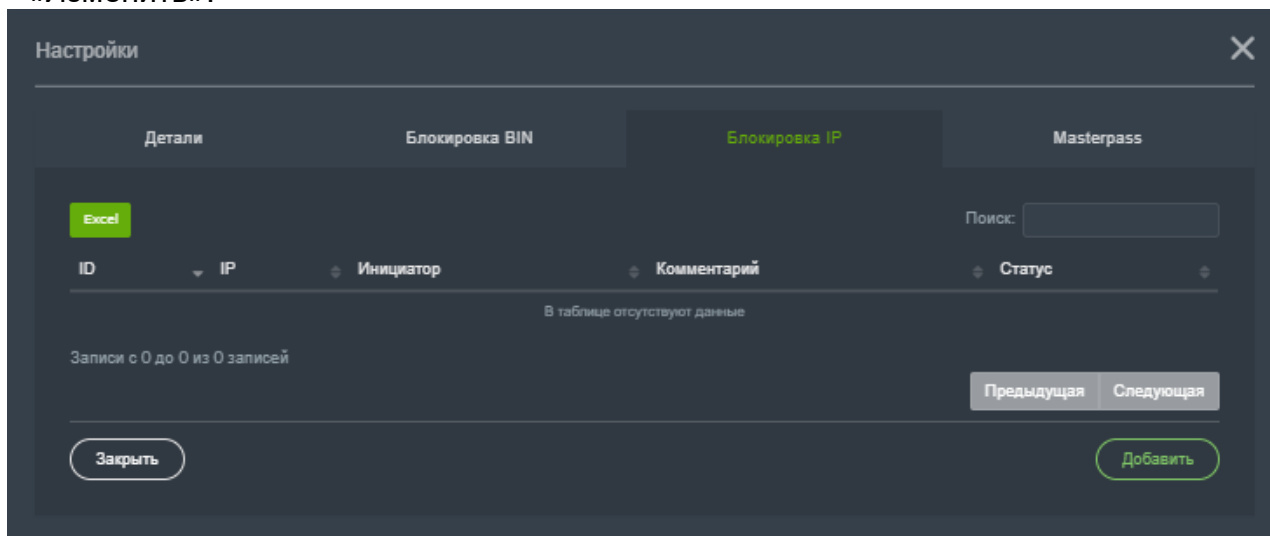 «Изменить».
Настройки
Детали Блокировка BIN Блокировка IP Masterpass
Excel Поиск:
ID IP Инициатор Комментарий Статус
В таблице отсутствуют данные
Записи с 0 до 0 из 0 записей
Предыдущая Следующая
Закрыть Добавить